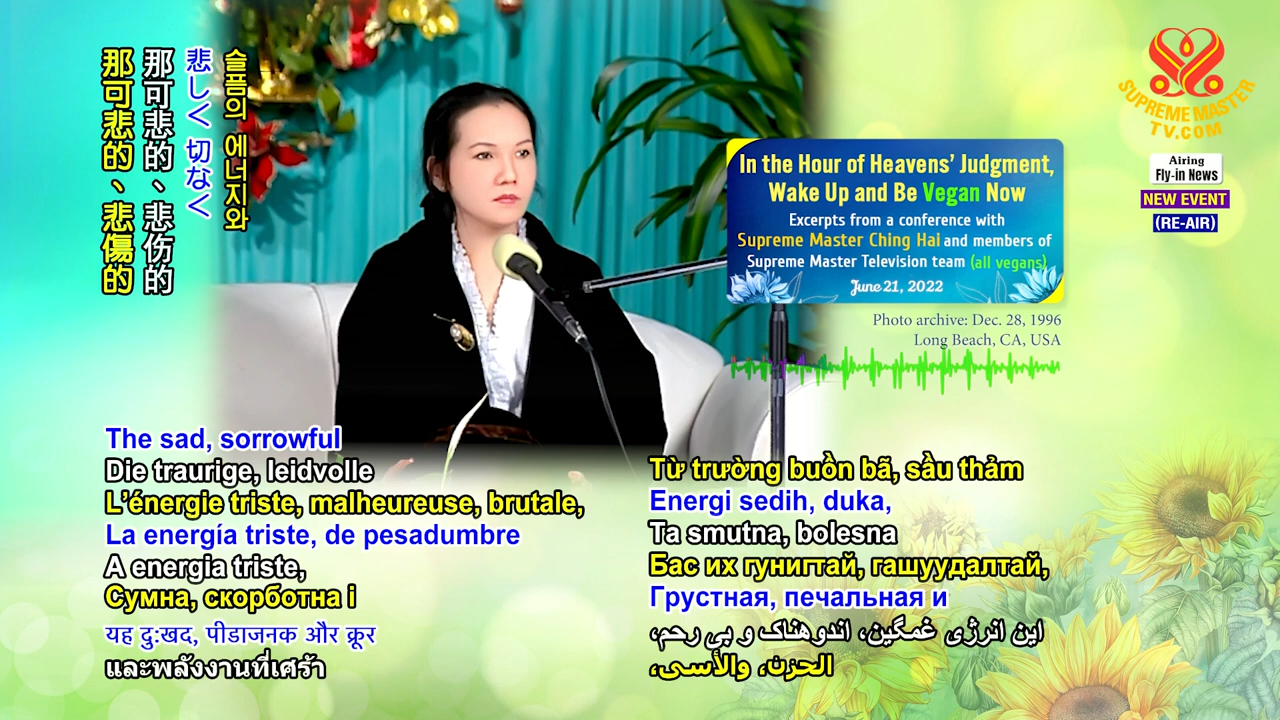 슬픔의 에너지와
悲しく 切なく
那可悲的、悲伤的
那可悲的、悲傷的
SUPREME MASTER
TV.COM
Airing
Fly-in News
NEW EVENT
(RE-AIR)
In the Hour of Heavens' Judgment,
Wake Up and Be Vegan Now
Excerpts from a conference with
Supreme Master Ching Hai and members of
Supreme Master Television team (all vegans)
June 21, 2022
Photo archive: Dec. 28, 1996
Long Beach, CA, USA
The sad, sorrowful
Die traurige, leidvolle
L'énergie triste, malheureuse, brutale,
La energía triste, de pesadumbre
A energia triste,
Сумна, скорботна і
यह दु:खद, पीडाजनक और क्रूर
และพลังงานที่เศร้า
Từ trường buồn bã, sầu thảm
Energi sedih, duka,
Ta smutna, bolesna
Бас их гунигтай, гашуудалтай,
Грустная, печальная и
این انرژی غمگین، اندوهناک و بی رحم،
الحزن، والأسى،